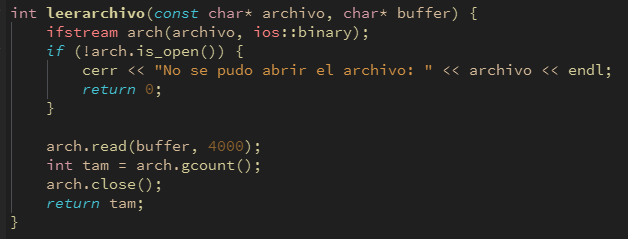 int leerarchivo(const char* archivo, char* buffer) {
    ifstream arch(archivo, ios::binary);
    if (!arch.is_open()) {
        cerr << "No se pudo abrir el archivo: " << archivo << endl;
        return 0;
    }

    arch.read(buffer, 4000);
    int tam = arch.gcount();
    arch.close();
    return tam;
}